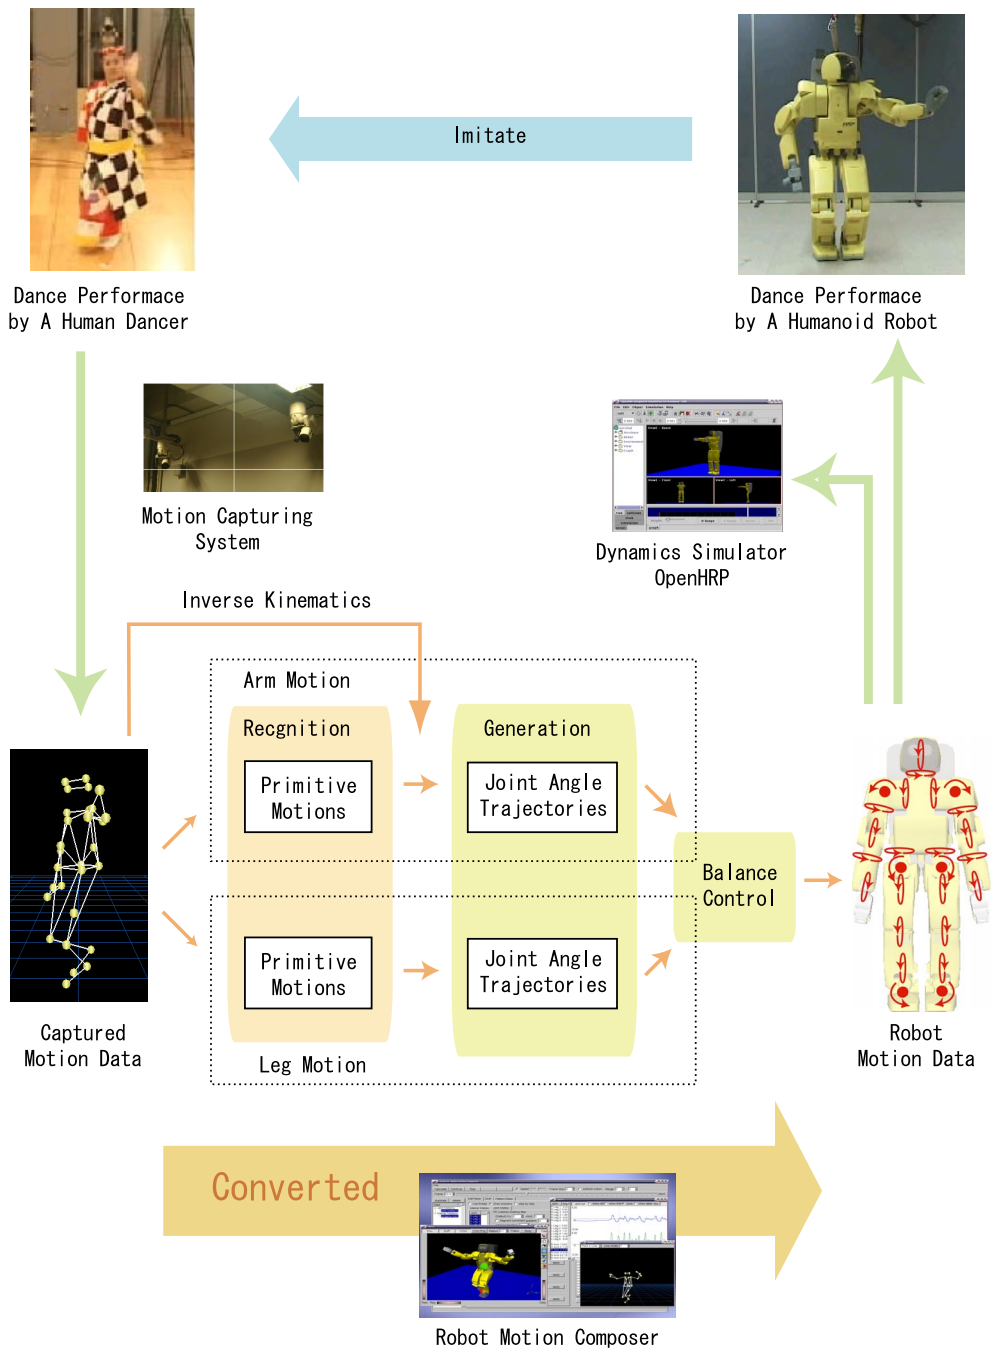 Imitate
Dance Performace
by A Human Dancer
Dance Performace
by A Humanoid Robot
Motion Capturing
System
Dynamics Simulator
OpenHRP
Inverse Kinematics
Arm Motion
Recgnition
Generation
Primitive
Motions
Joint Angle
Trajectories
Balance
Control
Primitive
Motions
Joint Angle
Trajectories
Leg Motion
Captured
Motion Data
Robot
Motion Data
Converted
Robot Motion Composer